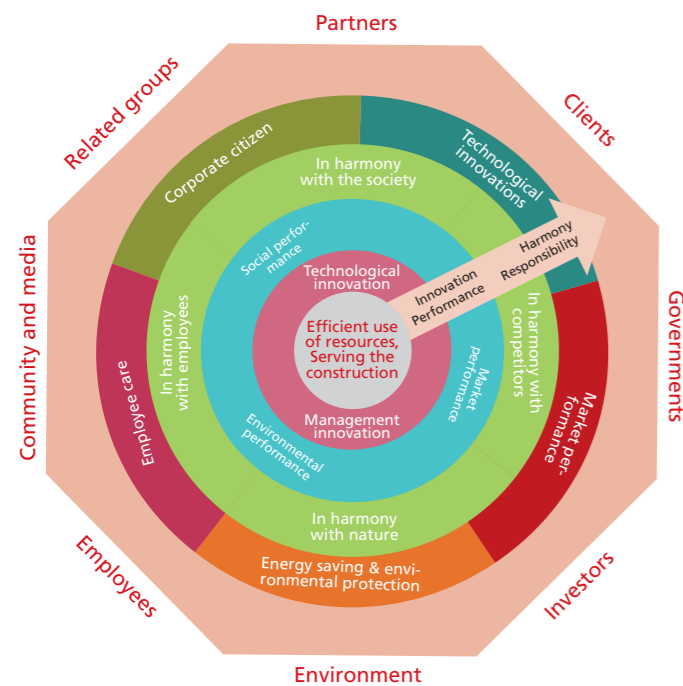 Partners
Related groups
Clients
Corporate citizen
Technological
innovations
In harmony
with the society
Social perfor-
mance
Harmony
Responsibility
Technological
innovation
Innovation
Performance
Community and media
Governments
Efficient use
of resources,
Serving the
construction
In harmony
with employees
In harmony with
competitors
Employee care
Market
performance
Market per-
formance
Management
innovation
Environmental
performance
In harmony
with nature
Energy saving & envi-
ronmental protection
Employees
Investors
Environment